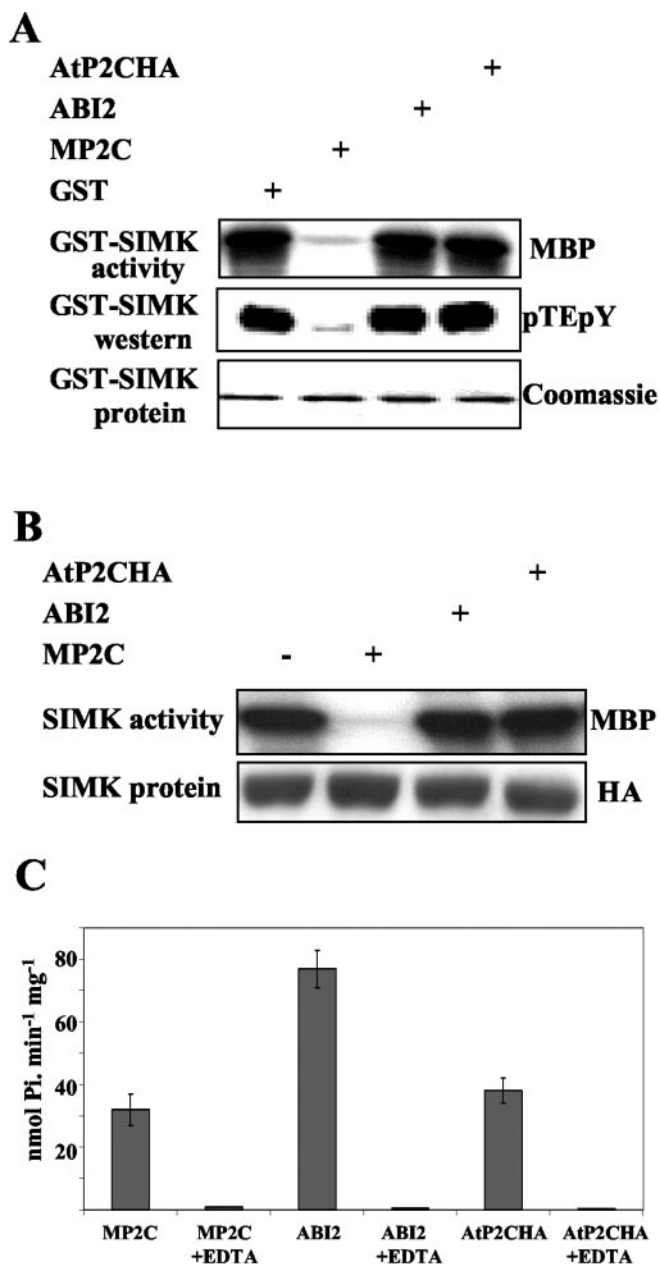 A
AtP2CHA +
ABI2 +
MP2C +
GST +
GST-SIMK activity MBP
GST-SIMK western pTEpY
GST-SIMK protein Coomassie
B
AtP2CHA +
ABI2 +
MP2C - +
SIMK activity MBP
SIMK protein HA
C
nmol Pi. min⁻¹ mg⁻¹
80
60
40
20
MP2C MP2C +EDTA ABI2 ABI2 +EDTA AtP2CHA AtP2CHA +EDTA